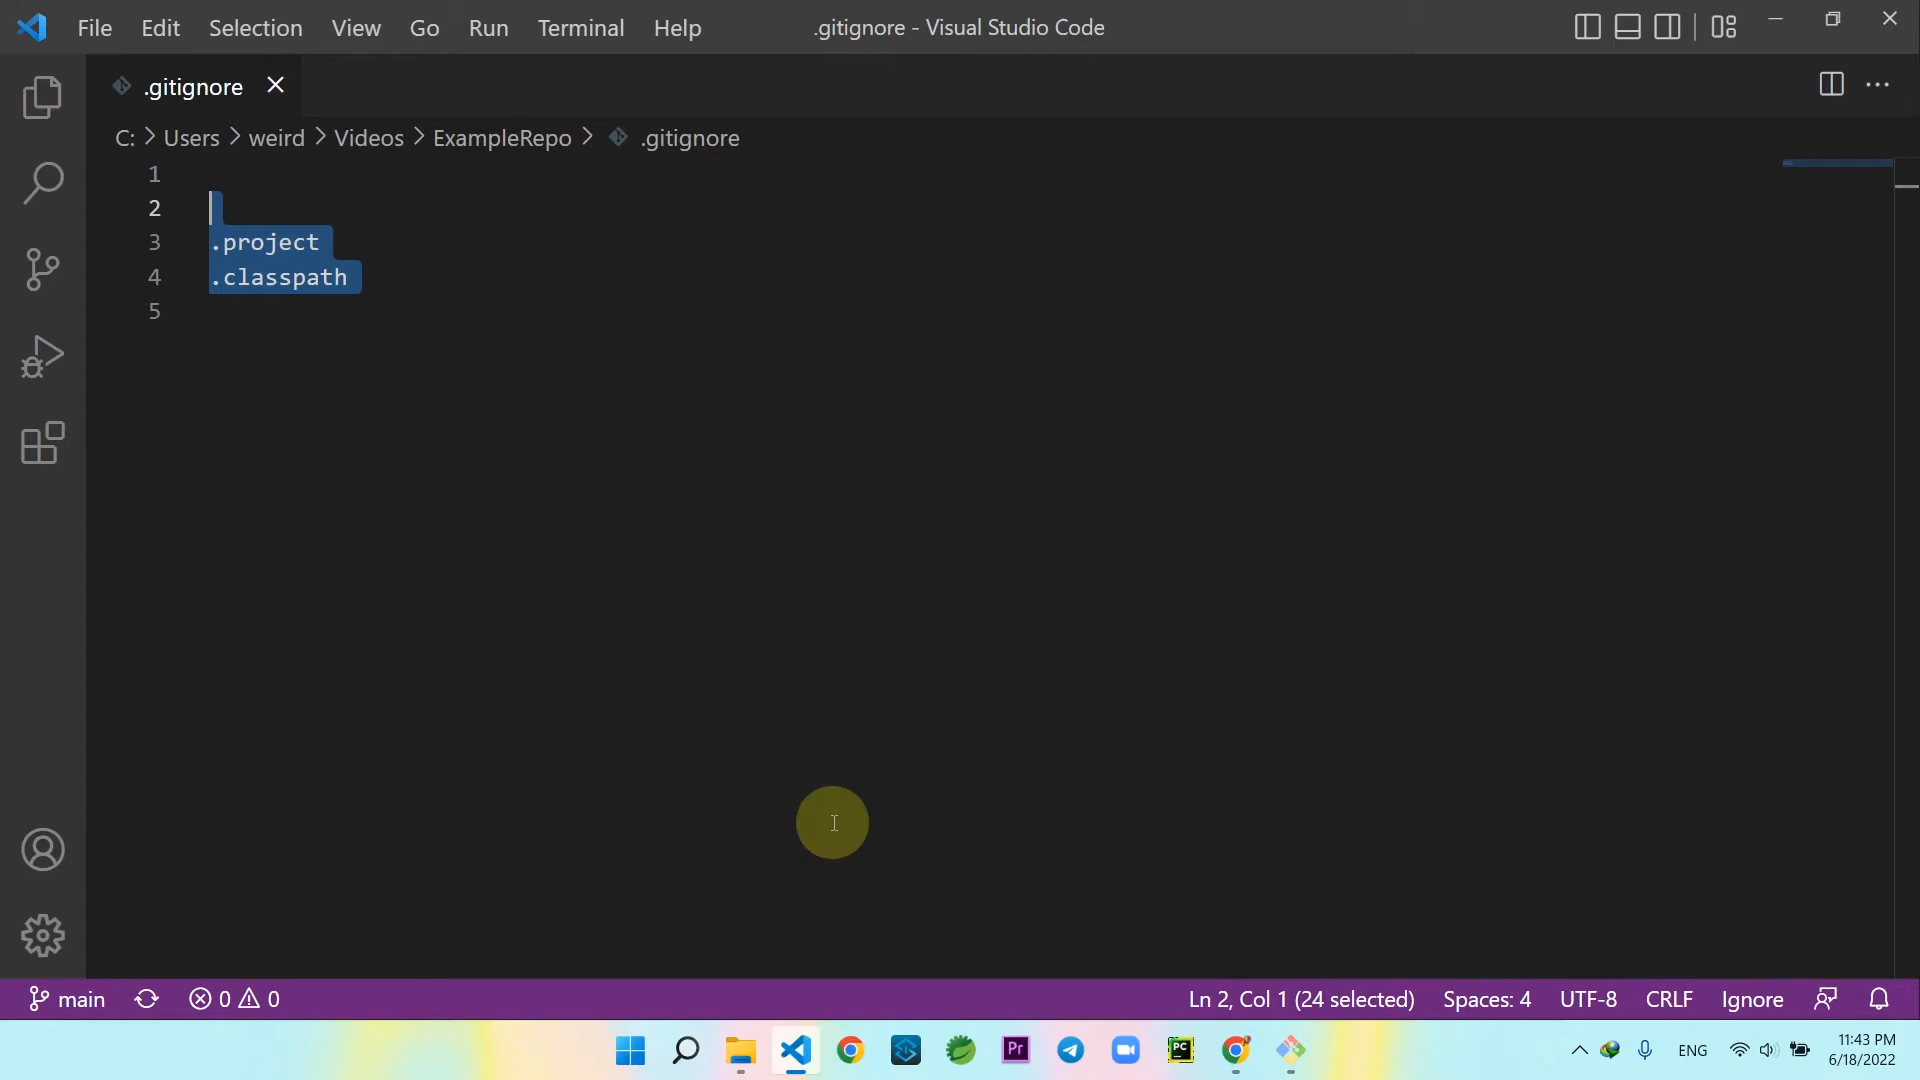 File Edit Selection View Go Run Terminal Help .gitignore - Visual Studio Code
.gitignore
C: > Users > weird > Videos > ExampleRepo > .gitignore
1
2
3 .project
4 .classpath
5
main 0 0 Ln 2, Col 1 (24 selected) Spaces: 4 UTF-8 CRLF Ignore
Pr PC ENG 11:43 PM
6/18/2022